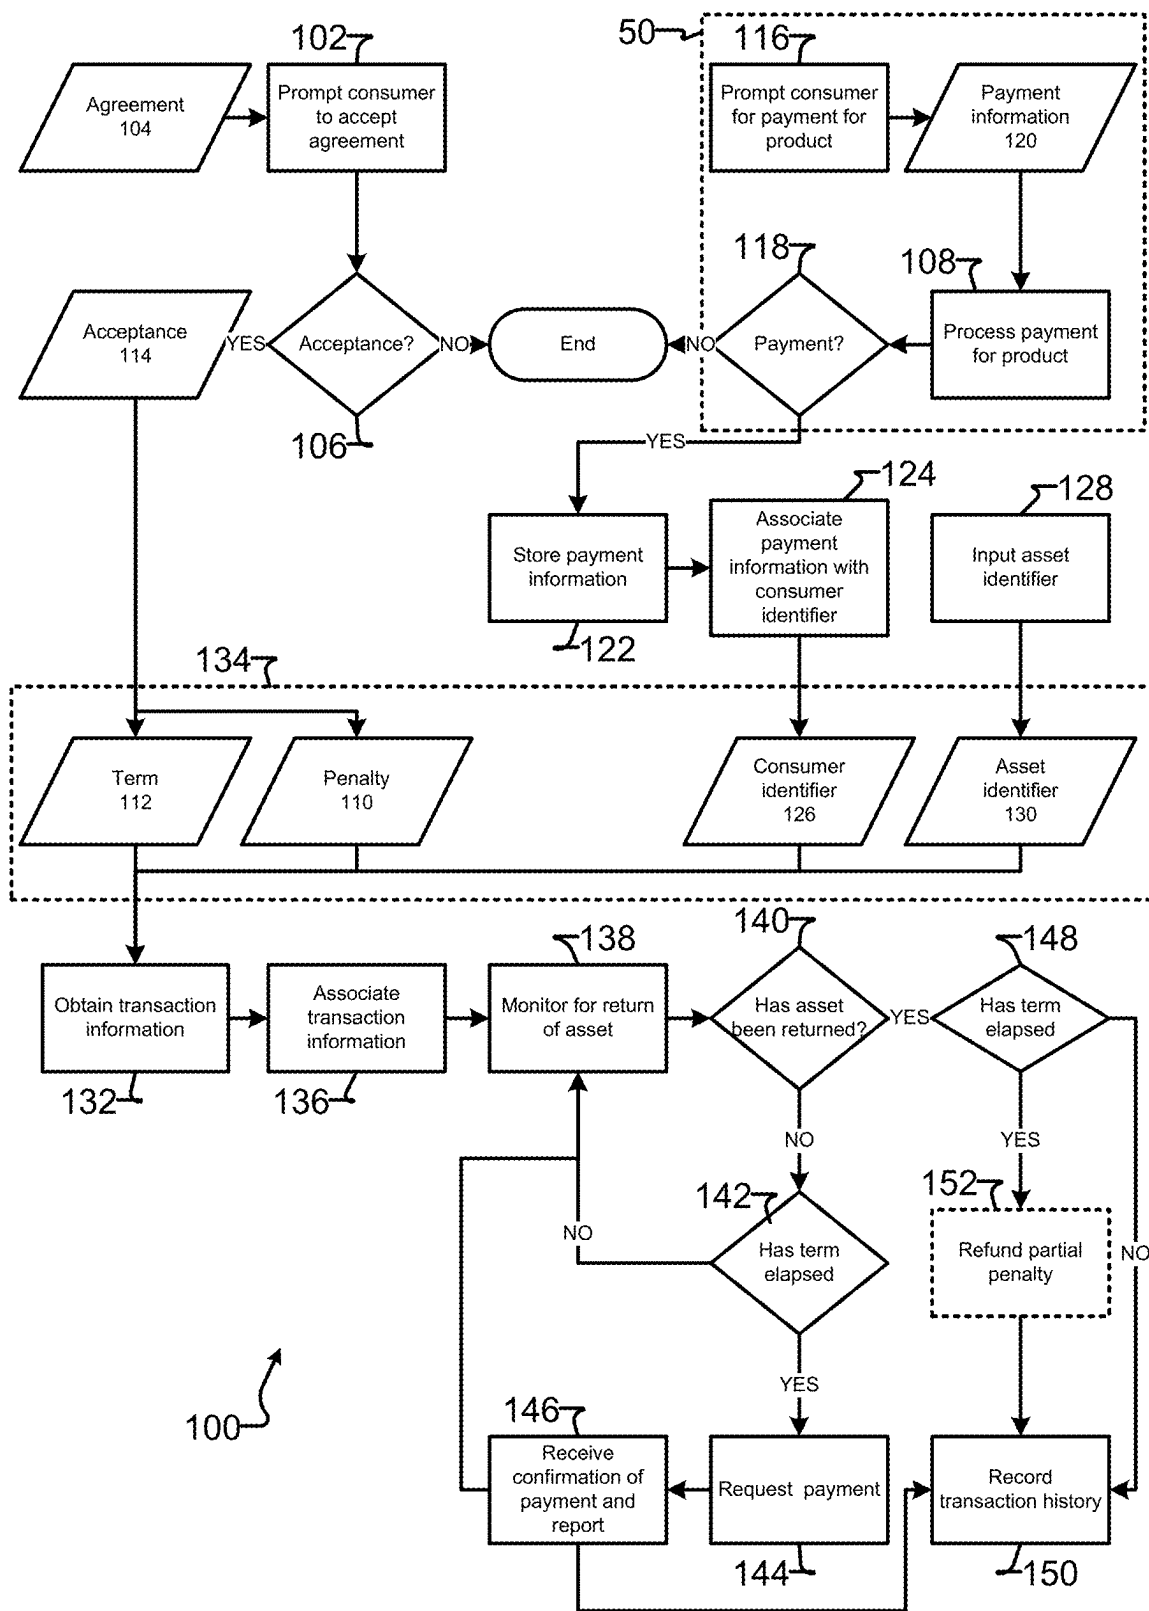 102
50
116
Agreement
104
Prompt consumer
to accept
agreement
Prompt consumer
for payment for
product
Payment
information
120
118
108
Acceptance
114
YES
Acceptance?
NO
End
NO
Payment?
Process payment
for product
106
YES
124
128
Store payment
information
Associate
payment
information with
consumer
identifier
Input asset
identifier
122
134
Term
112
Penalty
110
Consumer
identifier
126
Asset
identifier
130
138
140
148
Obtain transaction
information
Associate
transaction
information
Monitor for return
of asset
Has asset
been returned?
YES
Has term
elapsed
132
136
NO
YES
142
152
NO
Has term
elapsed
Refund partial
penalty
NO
100
YES
146
Receive
confirmation of
payment and
report
Request payment
Record
transaction history
144
150